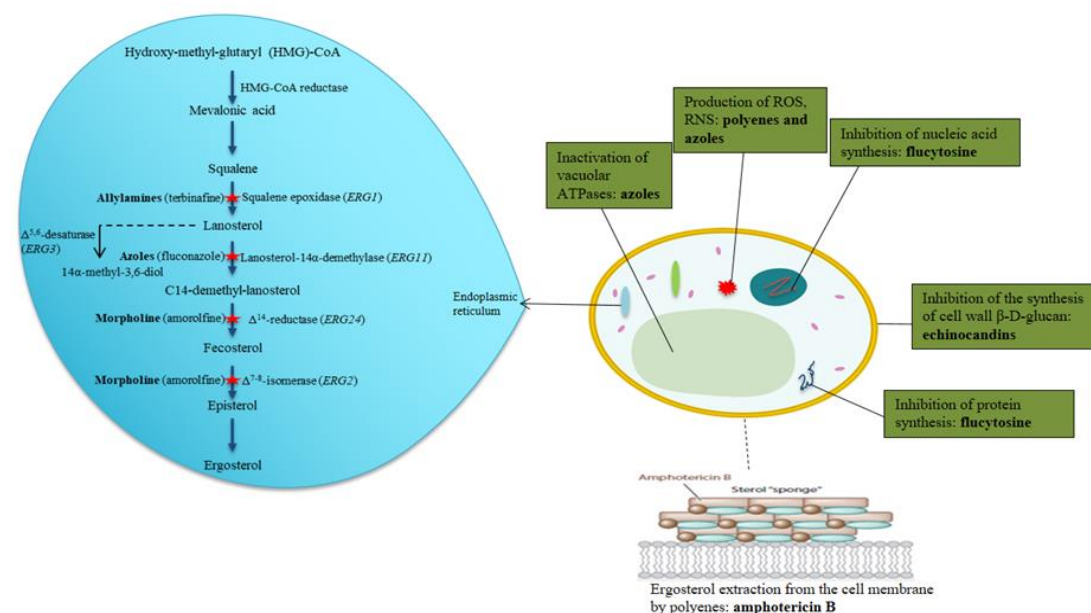 Hydroxy-methyl-glutaryl (HMG)-CoA
HMG-CoA reductase
Mevalonic acid
Squalene
Allylamines (terbinafine) Squalene epoxidase (ERG1)
Lanosterol
Δ5,6-desaturase
(ERG3)
Azoles (fluconazole) Lanosterol-14α-demethylase (ERG11)
14α-methyl-3,6-diol
C14-demethyl-lanosterol
Morpholine (amorolfine) Δ14-reductase (ERG24)
Fecosterol
Morpholine (amorolfine) Δ7-8-isomerase (ERG2)
Episterol
Ergosterol
Endoplasmic
reticulum
Inactivation of
vacuolar
ATPases: azoles
Production of ROS,
RNS: polyenes and
azoles
Inhibition of nucleic acid
synthesis: flucytosine
Inhibition of the synthesis
of cell wall β-D-glucan:
echinocandins
Inhibition of protein
synthesis: flucytosine
Amphotericin B
Sterol "sponge"
Ergosterol extraction from the cell membrane
by polyenes: amphotericin B